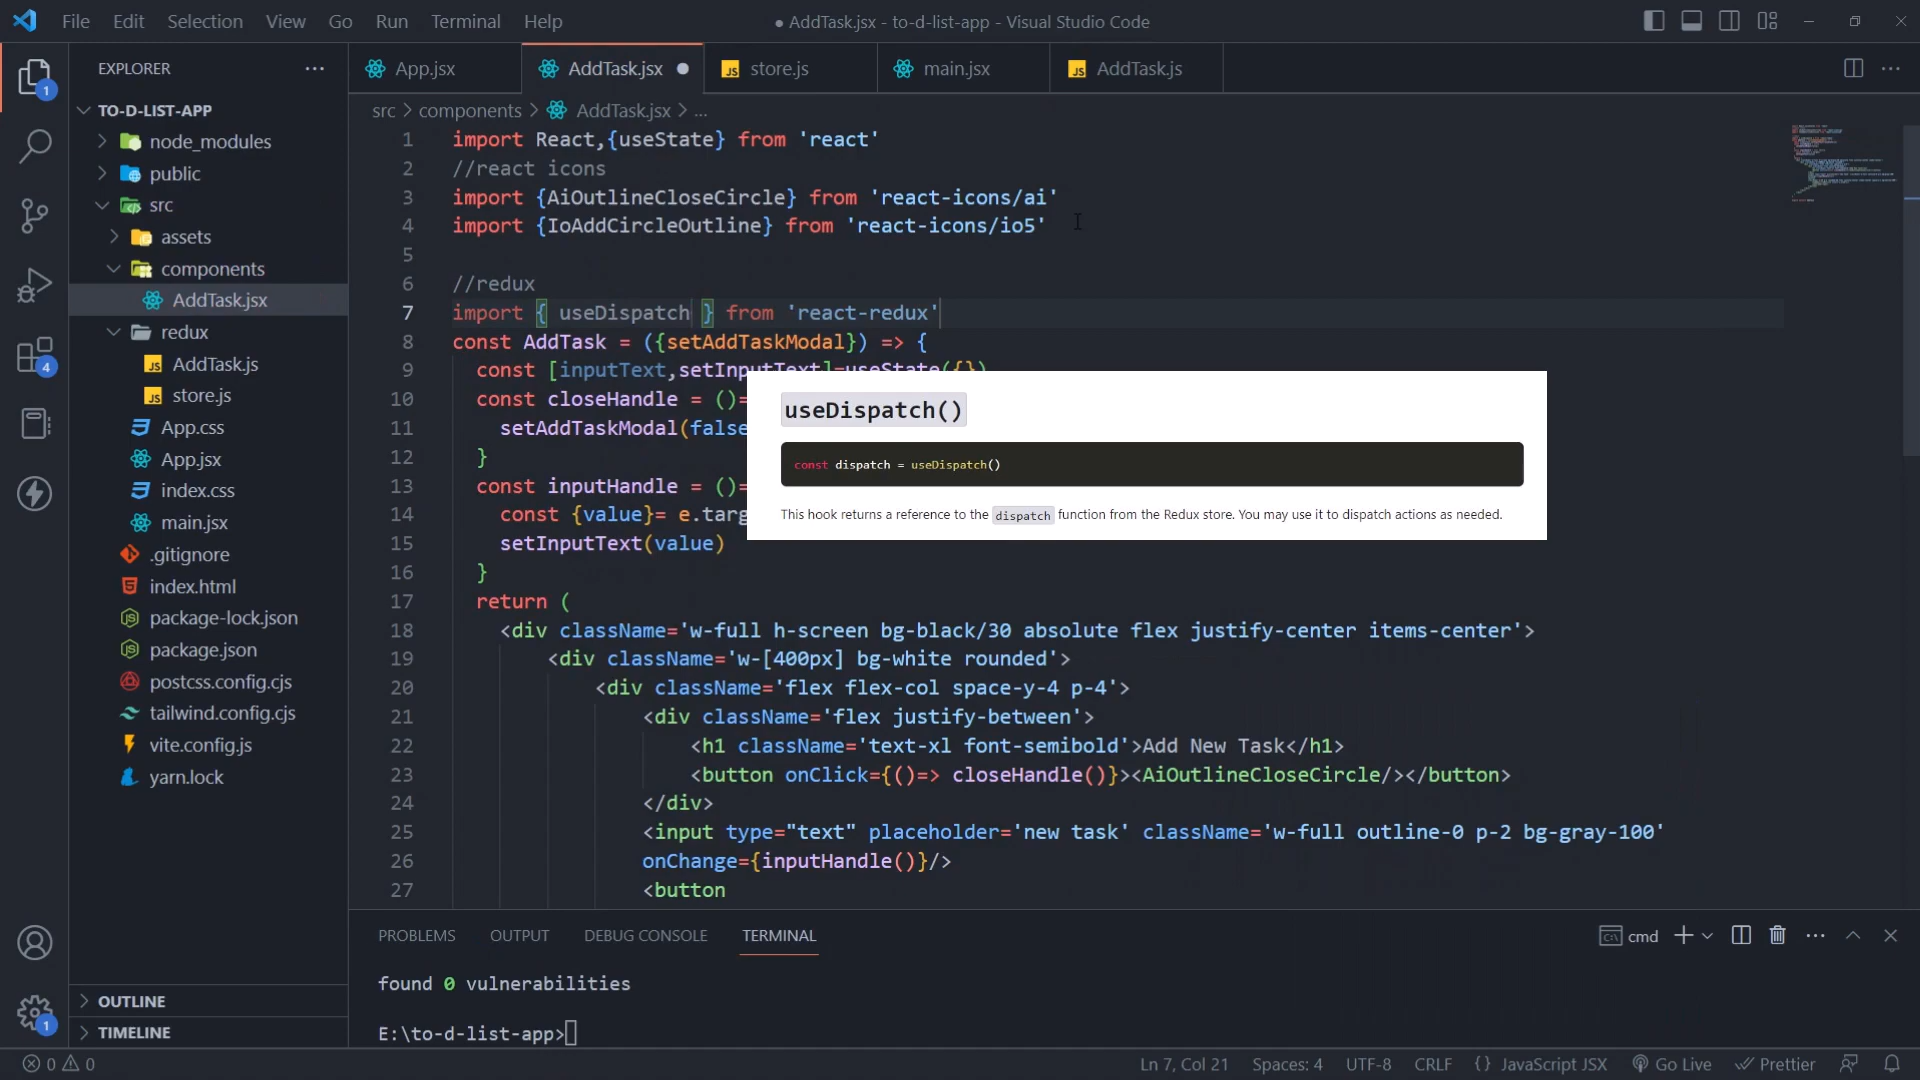 File Edit Selection View Go Run Terminal Help
● AddTask.jsx - to-d-list-app - Visual Studio Code
EXPLORER ...
TO-D-LIST-APP
node_modules
public
src
assets
components
AddTask.jsx
redux
AddTask.js
store.js
App.css
App.jsx
index.css
main.jsx
.gitignore
index.html
package-lock.json
package.json
postcss.config.cjs
tailwind.config.cjs
vite.config.js
yarn.lock
OUTLINE
TIMELINE
1
4
1
App.jsx AddTask.jsx ● store.js main.jsx AddTask.js
src > components > AddTask.jsx > ...
1 import React,{useState} from 'react'
2 //react icons
3 import {AiOutlineCloseCircle} from 'react-icons/ai'
4 import {IoAddCircleOutline} from 'react-icons/io5'
5
6 //redux
7 import { useDispatch } from 'react-redux'
8 const AddTask = ({setAddTaskModal}) => {
9 const [inputText,setInputText]=useState({})
10 const closeHandle = ()=
11 setAddTaskModal(false
12 }
13 const inputHandle = ()=
14 const {value}= e.targ
15 setInputText(value)
16 }
17 return (
18 <div className='w-full h-screen bg-black/30 absolute flex justify-center items-center'>
19 <div className='w-[400px] bg-white rounded'>
20 <div className='flex flex-col space-y-4 p-4'>
21 <div className='flex justify-between'>
22 <h1 className='text-xl font-semibold'>Add New Task</h1>
23 <button onClick={()=> closeHandle()}><AiOutlineCloseCircle/></button>
24 </div>
25 <input type="text" placeholder='new task' className='w-full outline-0 p-2 bg-gray-100'
26 onChange={inputHandle()}/>
27 <button
useDispatch()
const dispatch = useDispatch()
This hook returns a reference to the dispatch function from the Redux store. You may use it to dispatch actions as needed.
PROBLEMS OUTPUT DEBUG CONSOLE TERMINAL
cmd
found 0 vulnerabilities
E:\to-d-list-app>
0 0
Ln 7, Col 21 Spaces: 4 UTF-8 CRLF {} JavaScript JSX Go Live Prettier